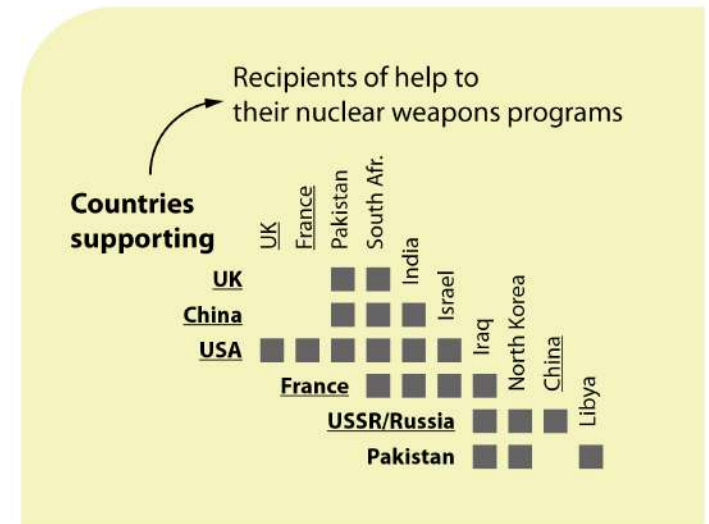 Recipients of help to
their nuclear weapons programs
Countries
supporting
UK
France
Pakistan
South Afr.
India
Israel
Iraq
North Korea
China
Libya
UK
China
USA
France
USSR/Russia
Pakistan